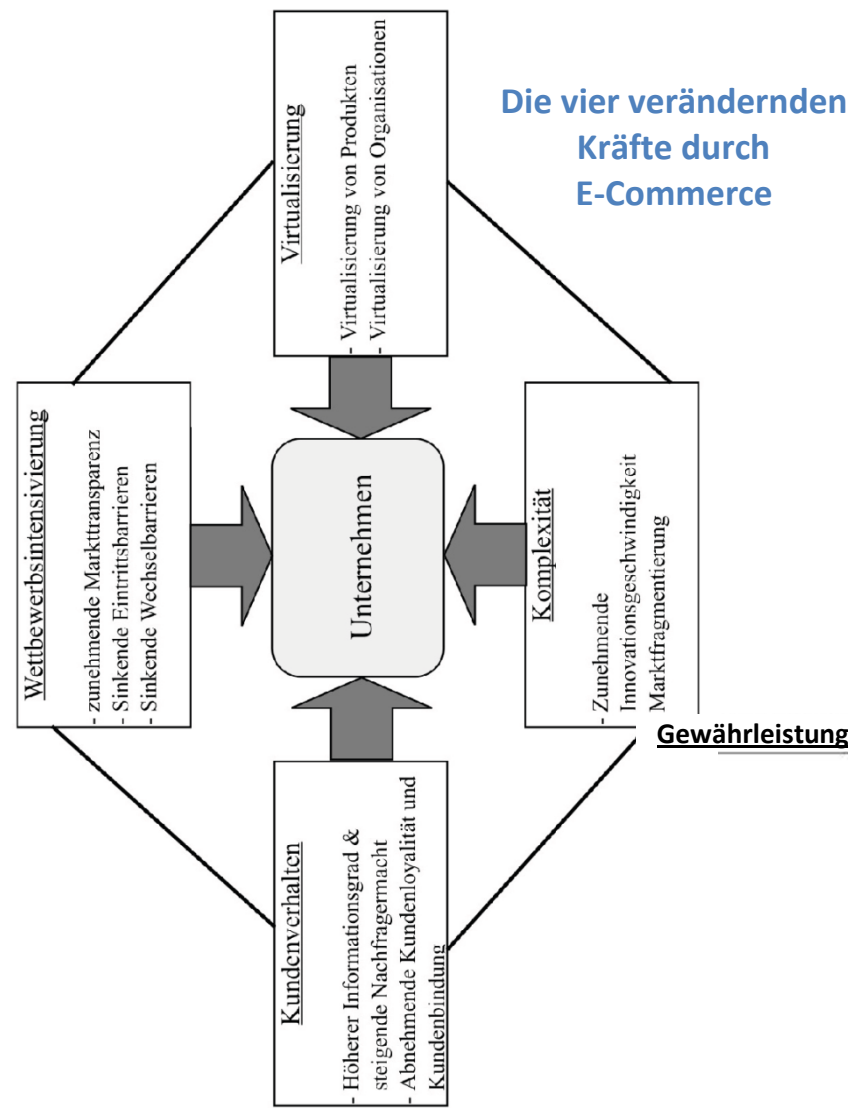 Die vier verändernden
Kräfte durch
E-Commerce
Wettbewerbsintensivierung
- zunehmende Markttransparenz
- Sinkende Eintrittsbarrieren
- Sinkende Wechselbarrieren
Virtualisierung
- Virtualisierung von Produkten
- Virtualisierung von Organisationen
Unternehmen
Kundenverhalten
- Höherer Informationsgrad &
steigende Nachfragermacht
- Abnehmende Kundenloyalität und
Kundenbindung
Komplexität
- Zunehmende
Innovationsgeschwindigkeit
Marktfragmentierung
Gewährleistung